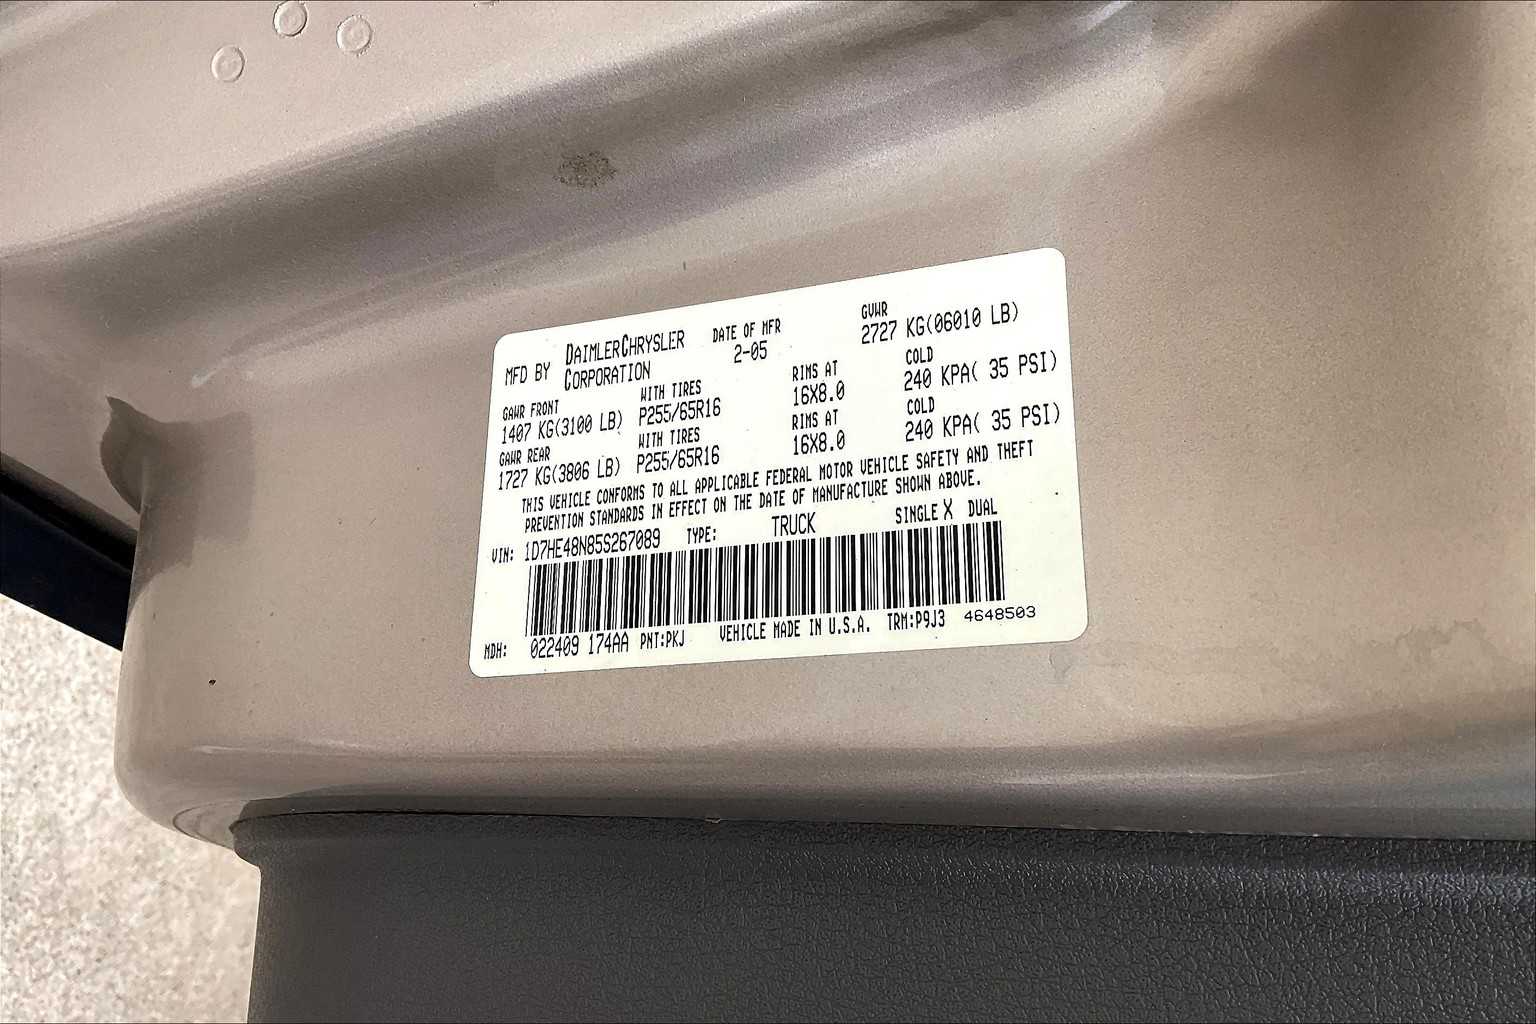 MFD BY DAIMLERCHRYSLER CORPORATION
DATE OF MFR 2-05
GVWR 2727 KG(06010 LB)
GAWR FRONT 1407 KG(3100 LB)
WITH TIRES P255/65R16
RIMS AT 16X8.0
COLD 240 KPA( 35 PSI)
GAWR REAR 1727 KG(3806 LB)
WITH TIRES P255/65R16
RIMS AT 16X8.0
COLD 240 KPA( 35 PSI)
THIS VEHICLE CONFORMS TO ALL APPLICABLE FEDERAL MOTOR VEHICLE SAFETY AND THEFT
PREVENTION STANDARDS IN EFFECT ON THE DATE OF MANUFACTURE SHOWN ABOVE.
VIN: 1D7HE48N85S267089 TYPE: TRUCK SINGLE X DUAL
MDH: 022409 174AA PNT:PKJ VEHICLE MADE IN U.S.A. TRM:P9J3 4648503